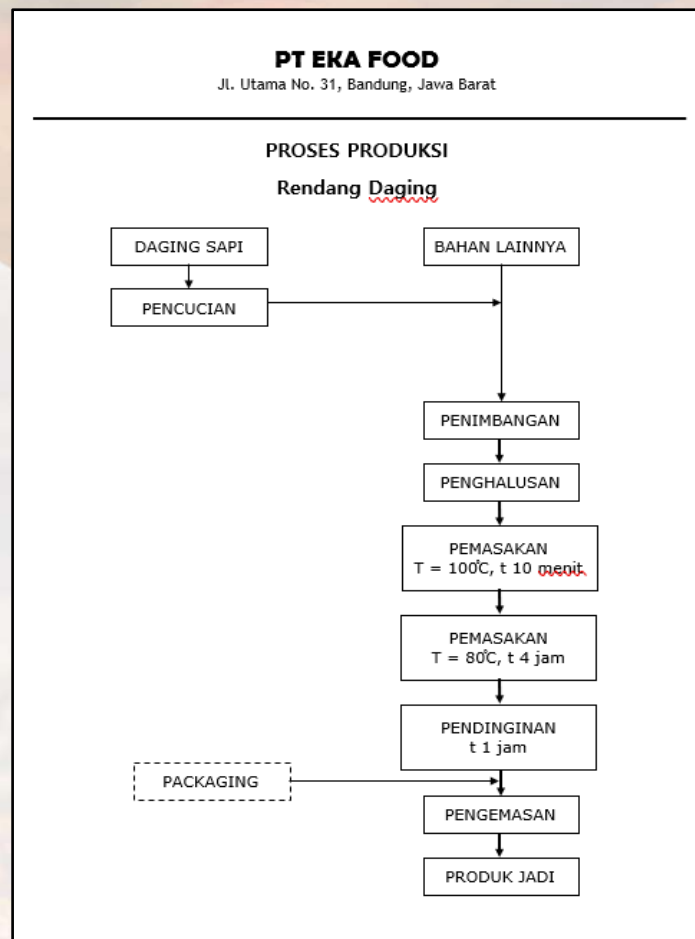 PT EKA FOOD
Jl. Utama No. 31, Bandung, Jawa Barat
PROSES PRODUKSI
Rendang Daging
DAGING SAPI
BAHAN LAINNYA
PENCUCIAN
PENIMBANGAN
PENGHALUSAN
PEMASAKAN
T = 100°C, t 10 menit
PEMASAKAN
T = 80°C, t 4 jam
PENDINGINAN
t 1 jam
PACKAGING
PENGEMASAN
PRODUK JADI